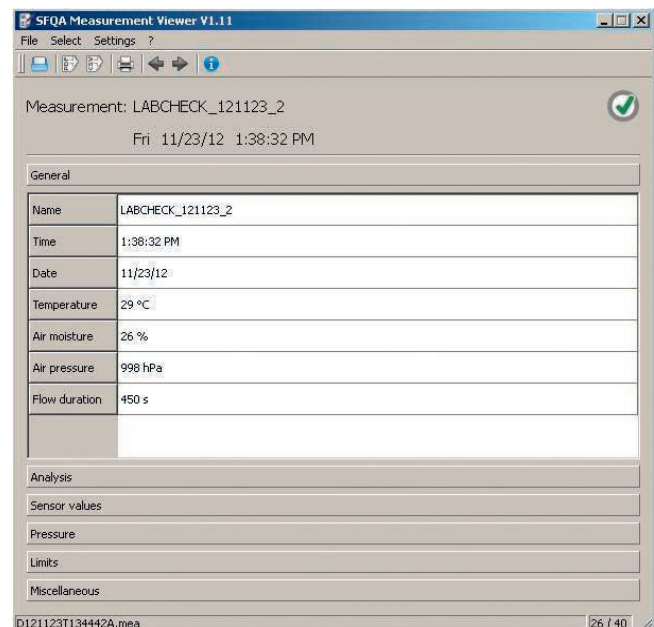 SFQA Measurement Viewer V1.11
File Select Settings ?
Measurement: LABCHECK_121123_2
Fri 11/23/12 1:38:32 PM
General
Name LABCHECK_121123_2
Time 1:38:32 PM
Date 11/23/12
Temperature 29 °C
Air moisture 26 %
Air pressure 998 hPa
Flow duration 450 s
Analysis
Sensor values
Pressure
Limits
Miscellaneous
D121123T134442A.mea 26 / 40